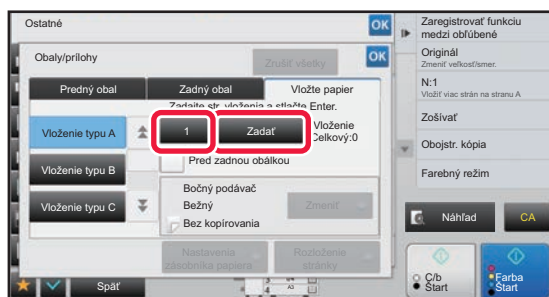 Ostatné
OK
Obaly/prílohy
Zrušiť všetky
OK
Predný obal
Zadný obal
Vložte papier
Zadajte str. vloženia a stlačte Enter.
Vloženie typu A
1
Zadať
Vloženie
Celkový:0
Pred zadnou obálkou
Vloženie typu B
Bočný podávač
Bežný
Zmeniť
Vloženie typu C
Bez kopírovania
Nastavenia
zásobníka papiera
Rozloženie
stránky
Späť
A3
Zaregistrovať funkciu
medzi obľúbené
Originál
Zmeniť veľkosť/smer.
N:1
Vložiť viac strán na stranu A
Zošívať
Obojstr. kópia
Farebný režim
Náhľad
CA
Č/b
Štart
Farba
Štart